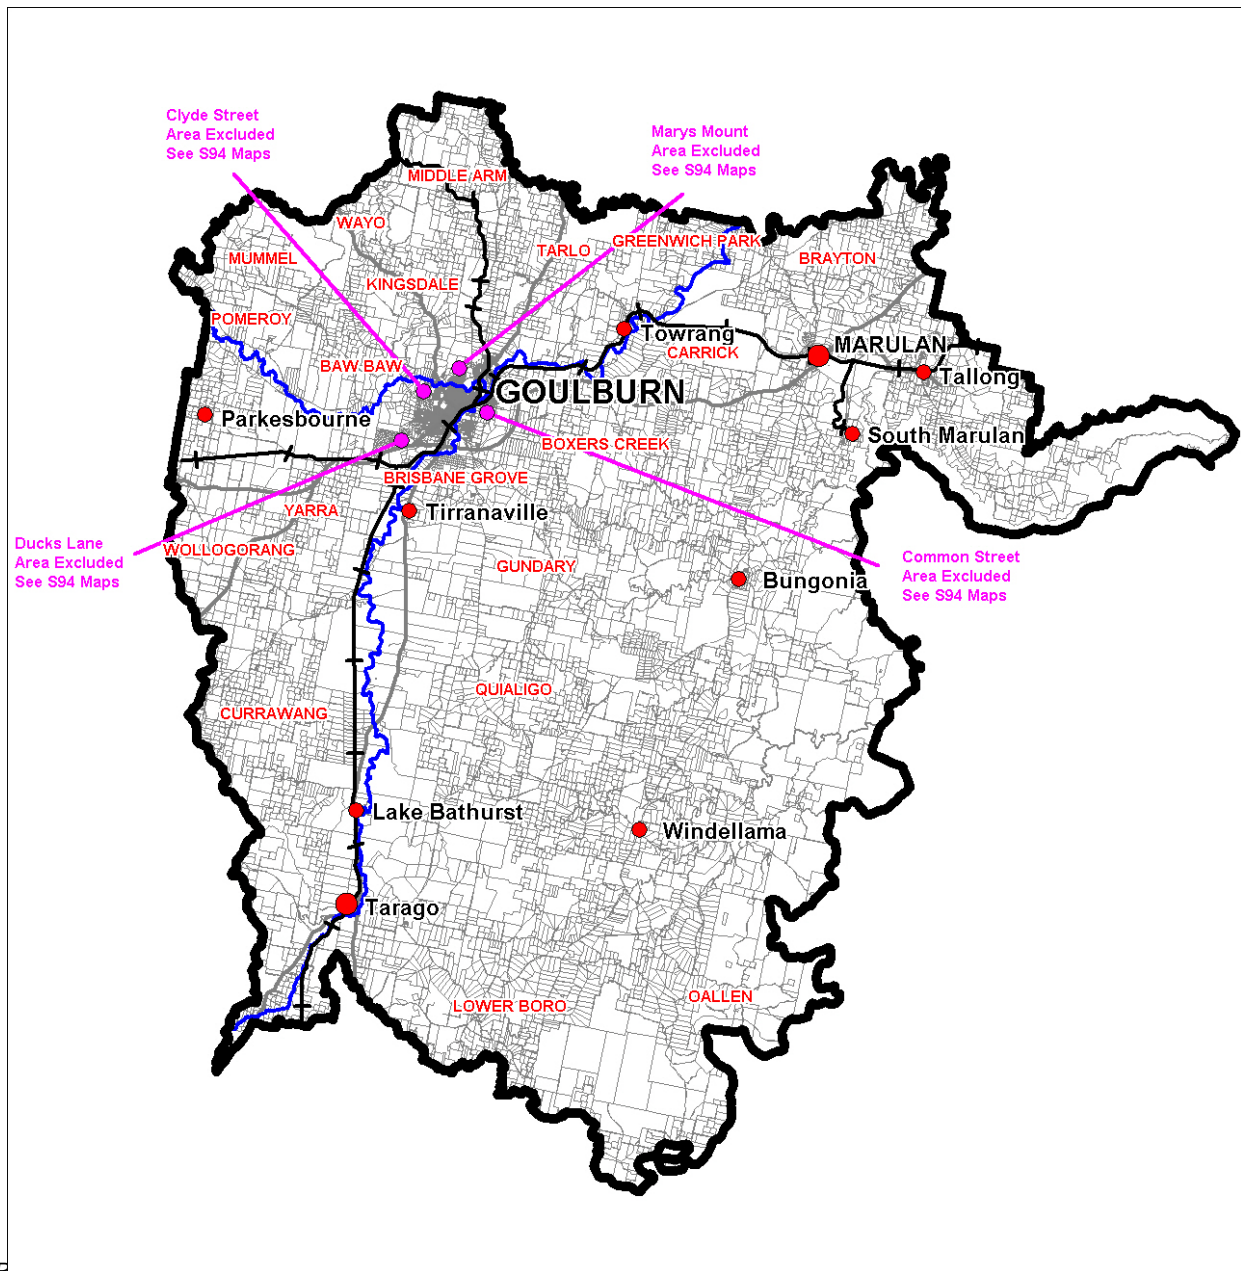 Clyde Street
Area Excluded
See S94 Maps
Marys Mount
Area Excluded
See S94 Maps
MIDDLE ARM
WAYO
MUMMEL
TARLO
GREENWICH PARK
BRAYTON
KINGSDALE
POMEROY
Towrang
CARRICK
MARULAN
BAW BAW
Tallong
GOULBURN
Parkesbourne
BOXERS CREEK
South Marulan
BRISBANE GROVE
YARRA
Tirranaville
Ducks Lane
Area Excluded
See S94 Maps
WOLLOGORANG
GUNDARY
Bungonia
Common Street
Area Excluded
See S94 Maps
QUIALIGO
CURRAWANG
Lake Bathurst
Windellama
Tarago
LOWER BORO
OALLEN